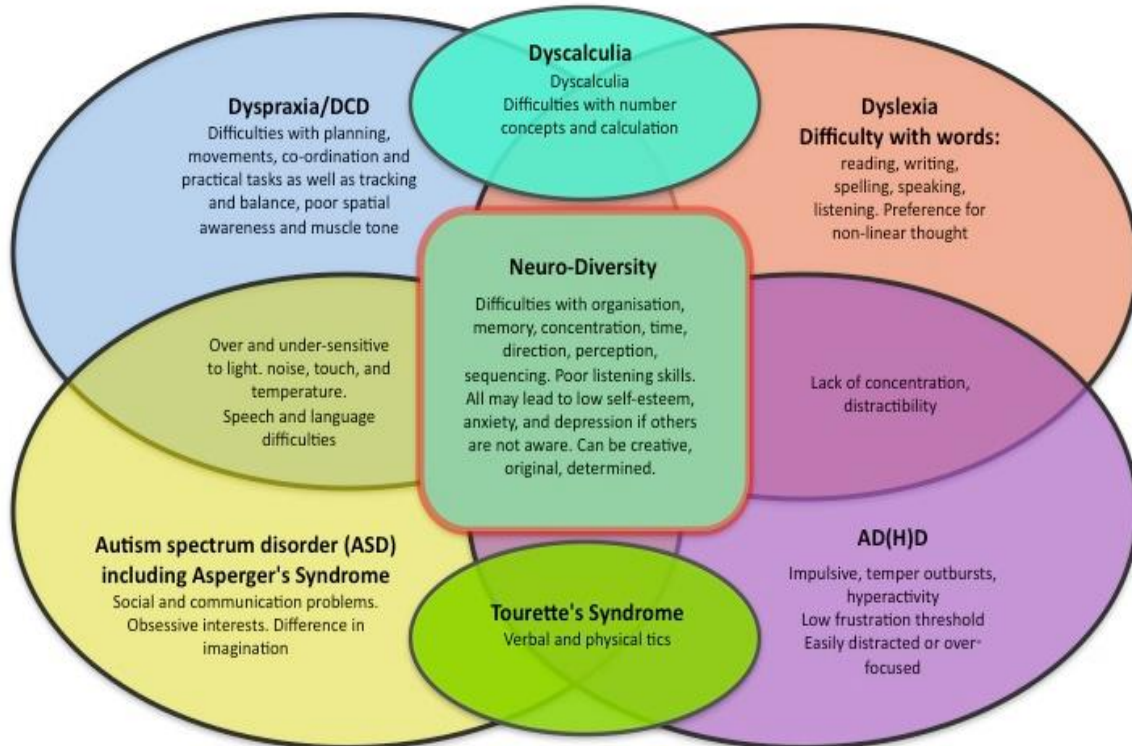 Dyscalculia
Dyscalculia
Difficulties with number
concepts and calculation
Dyspraxia/DCD
Difficulties with planning,
movements, co-ordination and
practical tasks as well as tracking
and balance, poor spatial
awareness and muscle tone
Dyslexia
Difficulty with words:
reading, writing,
spelling, speaking,
listening. Preference for
non-linear thought
Neuro-Diversity
Difficulties with organisation,
memory, concentration, time,
direction, perception,
sequencing. Poor listening skills.
All may lead to low self-esteem,
anxiety, and depression if others
are not aware. Can be creative,
original, determined.
Over and under-sensitive
to light. noise, touch, and
temperature.
Speech and language
difficulties
Lack of concentration,
distractibility
Autism spectrum disorder (ASD)
including Asperger's Syndrome
Social and communication problems.
Obsessive interests. Difference in
imagination
Tourette's Syndrome
Verbal and physical tics
AD(H)D
Impulsive, temper outbursts,
hyperactivity
Low frustration threshold
Easily distracted or over-
focused